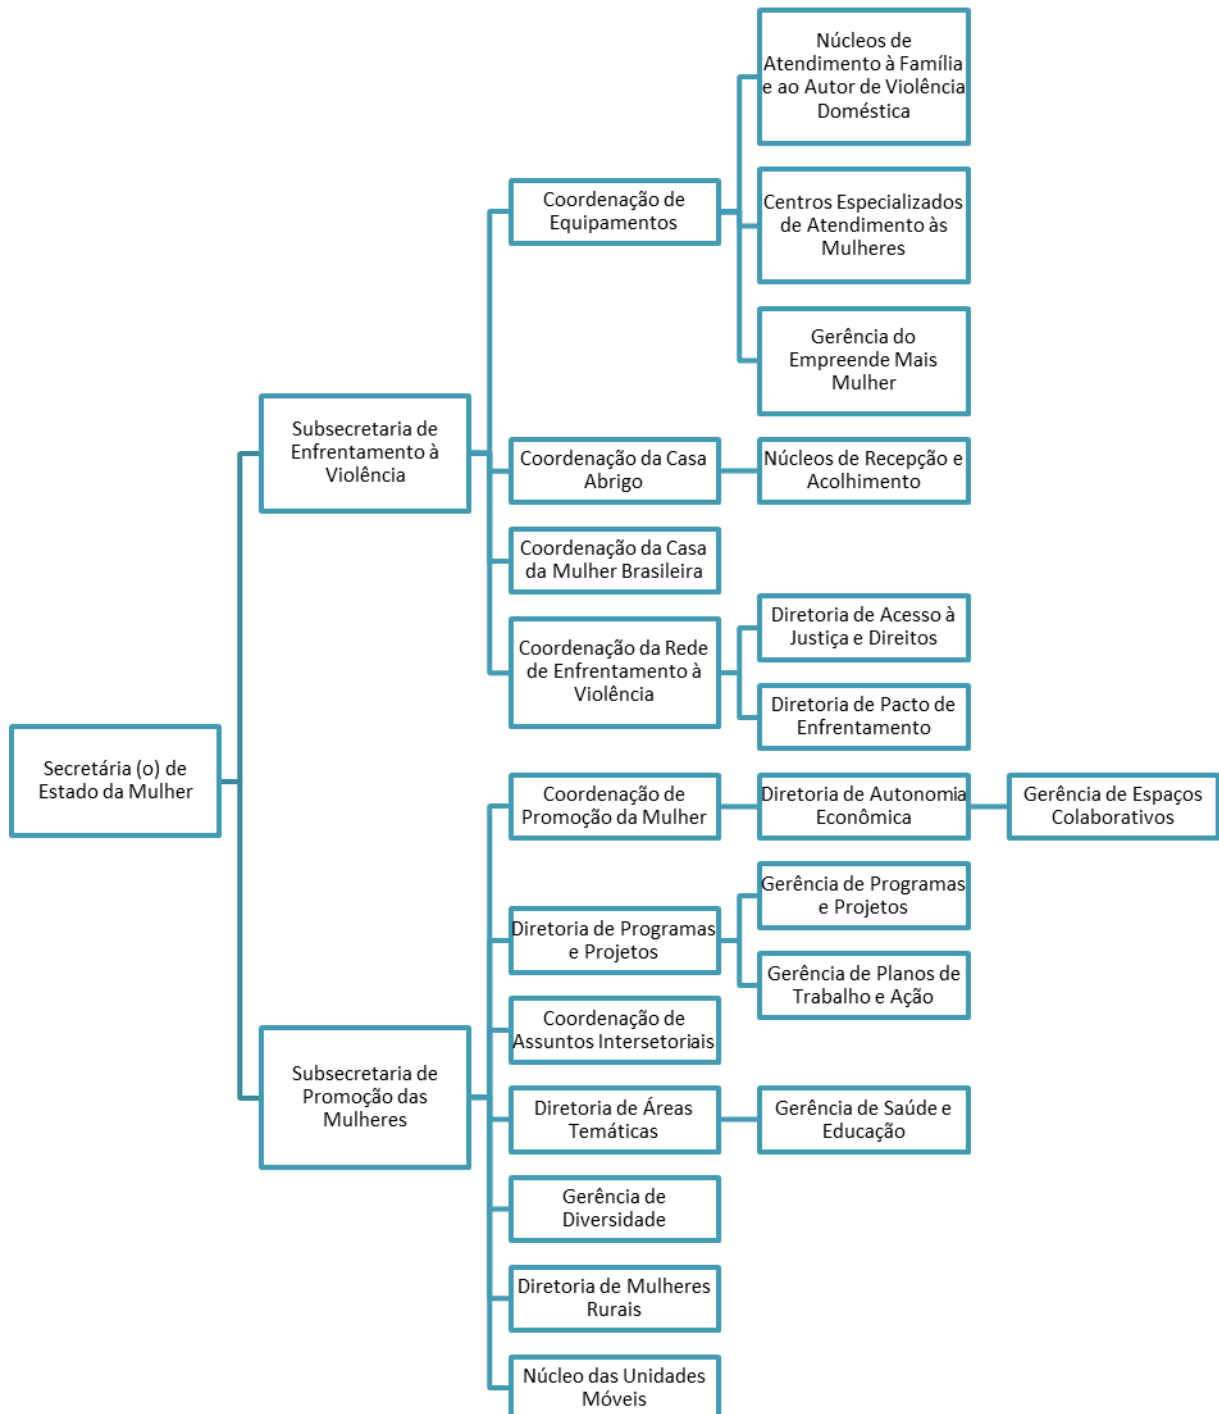 Secretária (o) de
Estado da Mulher
Subsecretaria de
Enfrentamento à
Violência
Coordenação de
Equipamentos
Núcleos de
Atendimento à Família
e ao Autor de Violência
Doméstica
Centros Especializados
de Atendimento às
Mulheres
Gerência do
Empreende Mais
Mulher
Coordenação da Casa
Abrigo
Núcleos de Recepção e
Acolhimento
Coordenação da Casa
da Mulher Brasileira
Coordenação da Rede
de Enfrentamento à
Violência
Diretoria de Acesso à
Justiça e Direitos
Diretoria de Pacto de
Enfrentamento
Subsecretaria de
Promoção das
Mulheres
Coordenação de
Promoção da Mulher
Diretoria de Autonomia
Econômica
Gerência de Espaços
Colaborativos
Diretoria de Programas
e Projetos
Gerência de Programas
e Projetos
Gerência de Planos de
Trabalho e Ação
Coordenação de
Assuntos Intersetoriais
Diretoria de Áreas
Temáticas
Gerência de Saúde e
Educação
Gerência de
Diversidade
Diretoria de Mulheres
Rurais
Núcleo das Unidades
Móveis